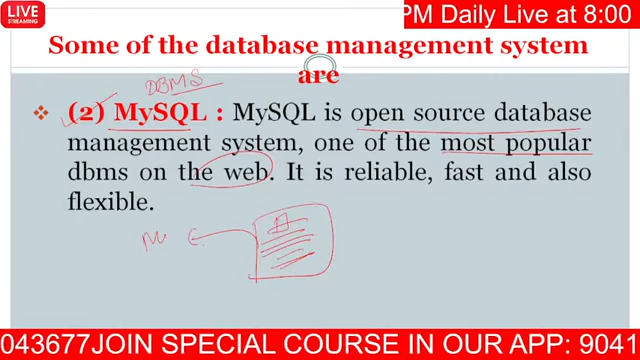 LIVE
STREAMING
PM Daily Live at 8:00
Some of the database management system
are
DBMS
(2) MySQL : MySQL is open source database
management system, one of the most popular
dbms on the web. It is reliable, fast and also
flexible.
043677JOIN SPECIAL COURSE IN OUR APP: 9041